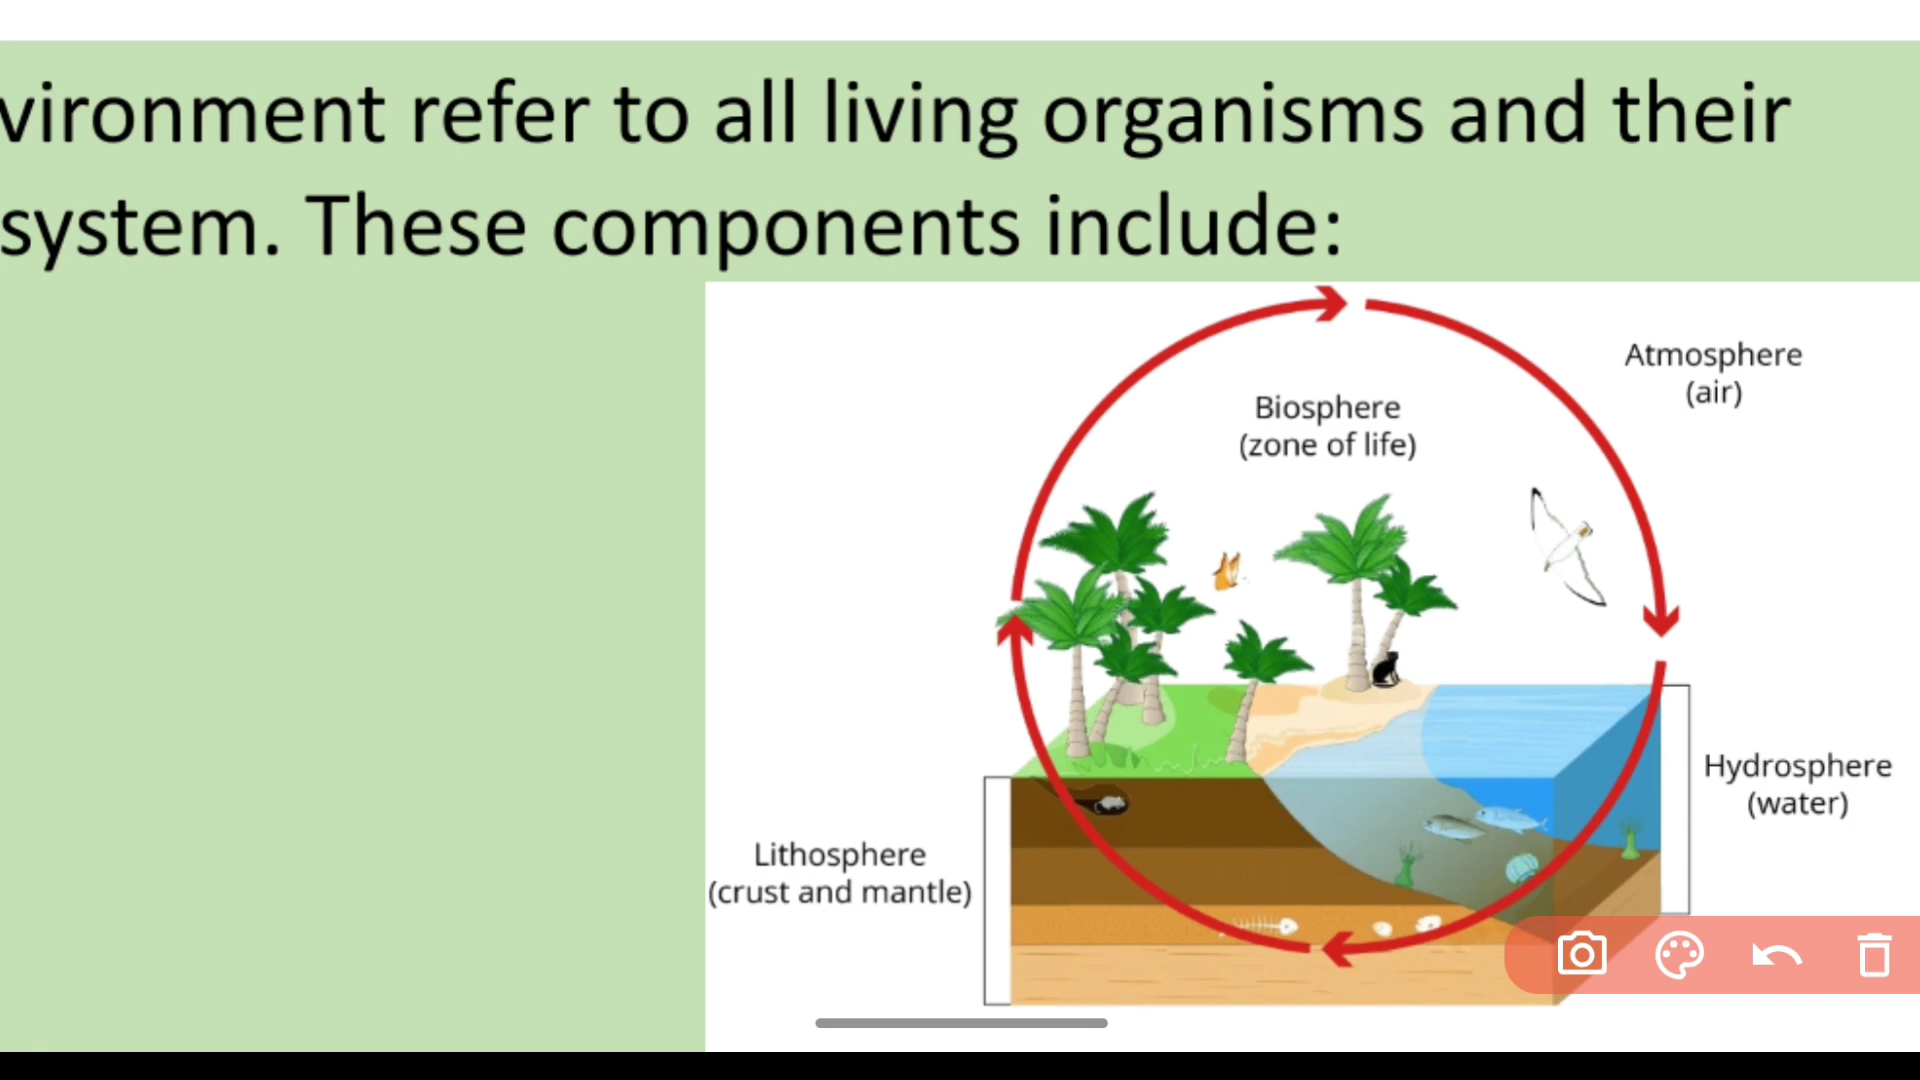 vironment refer to all living organisms and their
system. These components include:
Atmosphere
(air)
Biosphere
(zone of life)
Hydrosphere
(water)
Lithosphere
(crust and mantle)